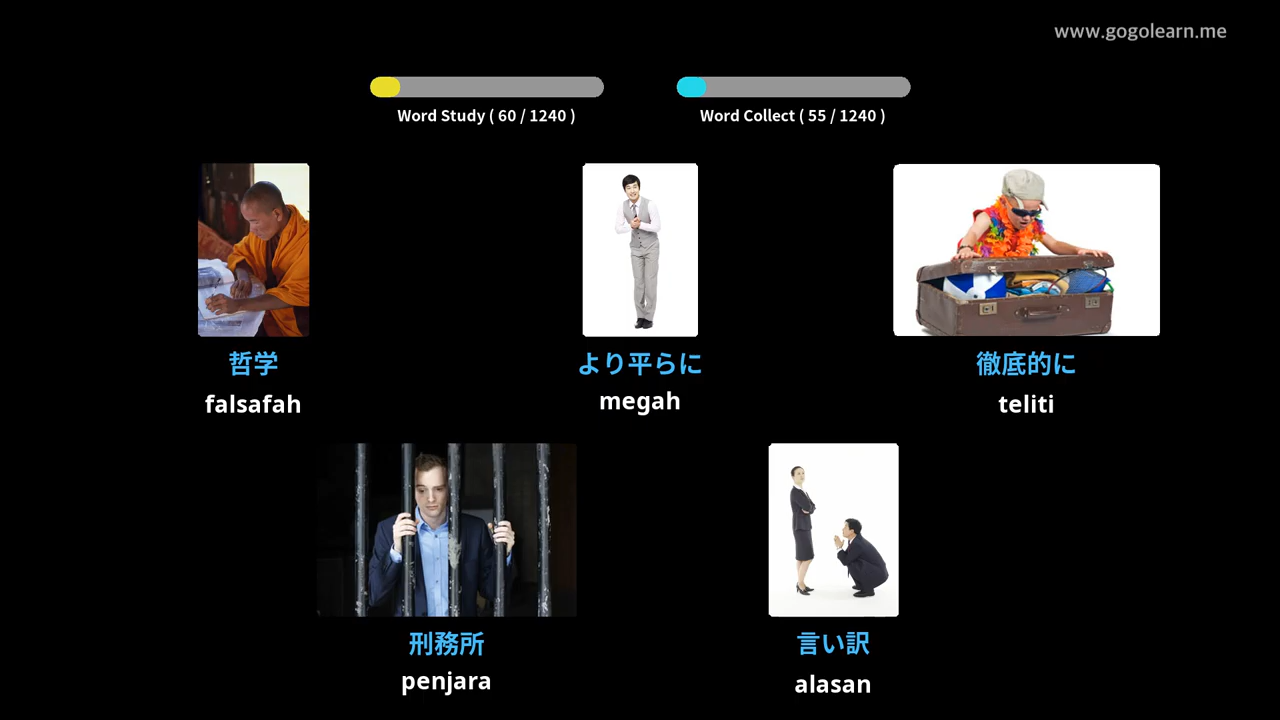 www.gogolearn.me
Word Study ( 60 / 1240 )
Word Collect ( 55 / 1240 )
哲学
falsafah
より平らに
megah
徹底的に
teliti
刑務所
penjara
言い訳
alasan